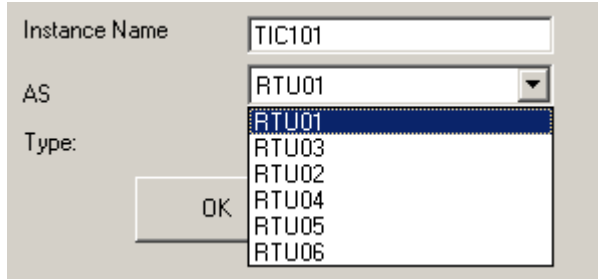 Instance Name TIC101
AS RTU01
RTU01
Type: RTU03
RTU02
OK RTU04
RTU05
RTU06